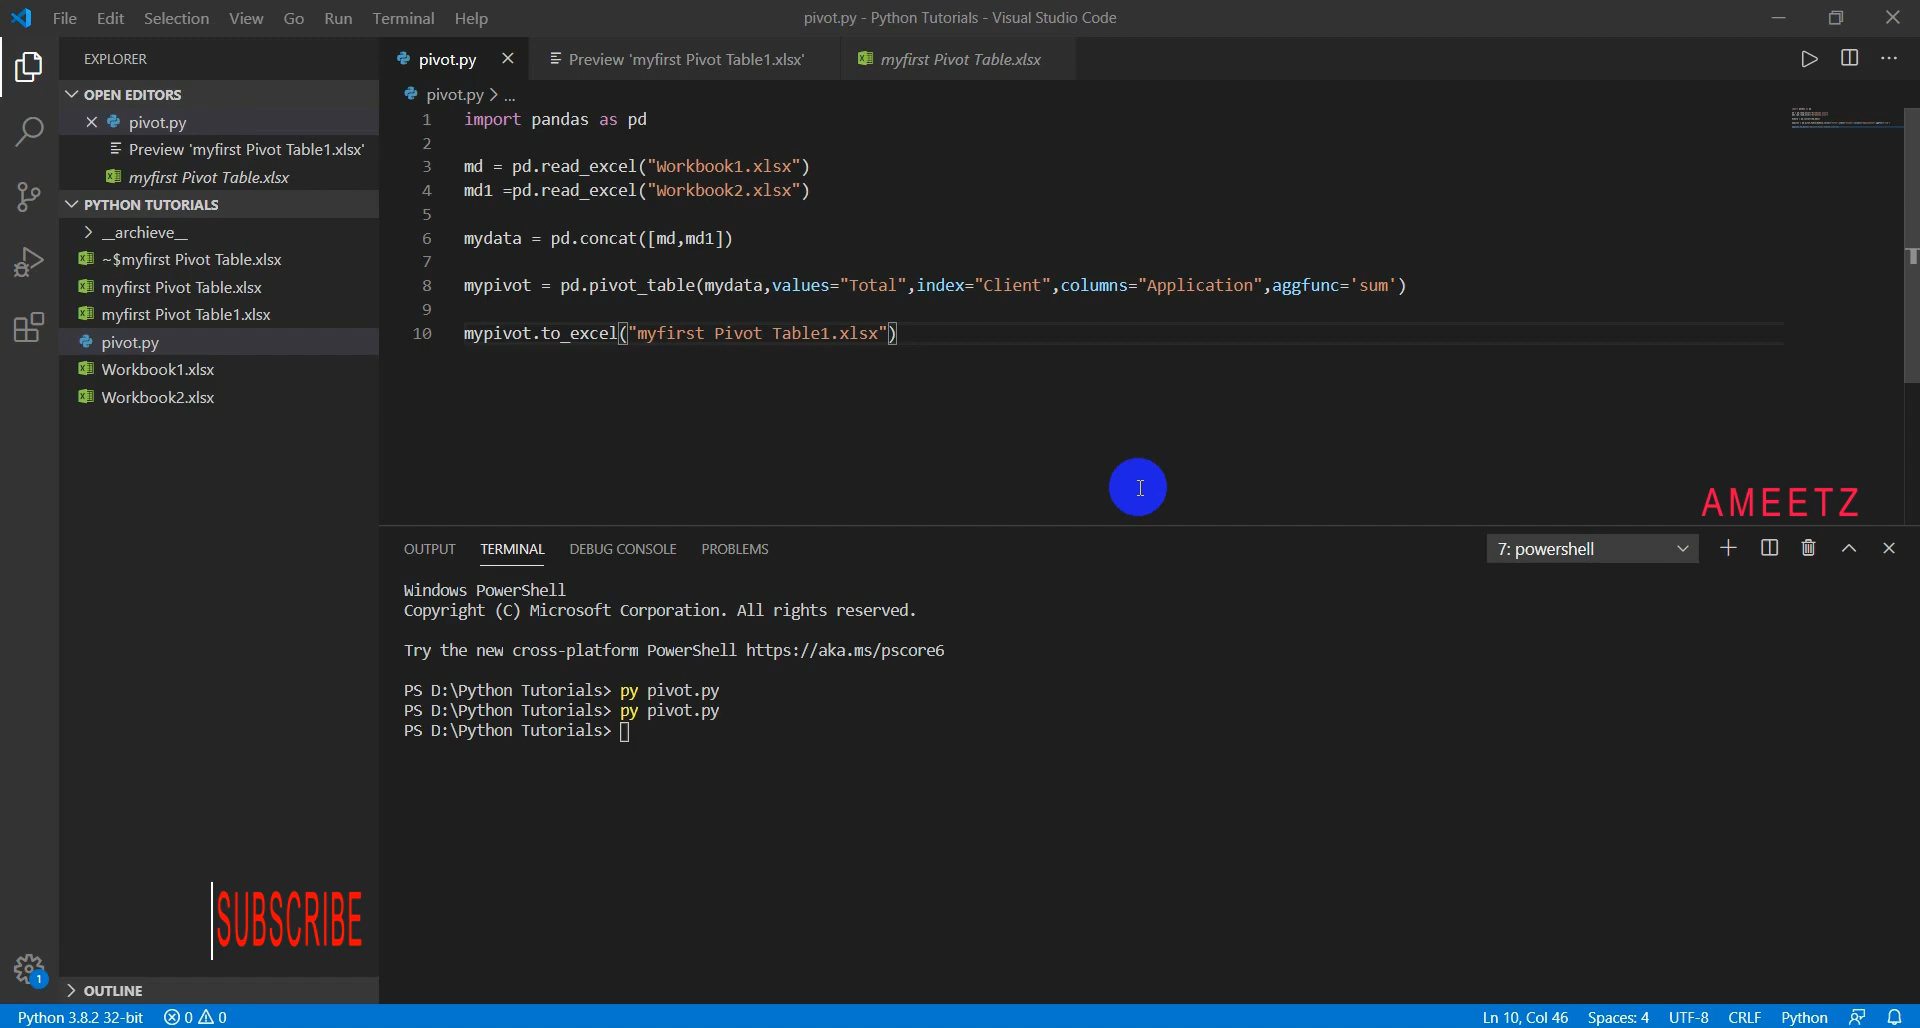 File Edit Selection View Go Run Terminal Help
pivot.py - Python Tutorials - Visual Studio Code
EXPLORER
OPEN EDITORS
pivot.py
Preview 'myfirst Pivot Table1.xlsx'
myfirst Pivot Table.xlsx
PYTHON TUTORIALS
__archieve__
~$myfirst Pivot Table.xlsx
myfirst Pivot Table.xlsx
myfirst Pivot Table1.xlsx
pivot.py
Workbook1.xlsx
Workbook2.xlsx
SUBSCRIBE
1
OUTLINE
pivot.py Preview 'myfirst Pivot Table1.xlsx' myfirst Pivot Table.xlsx
pivot.py > ...
1 import pandas as pd
2
3 md = pd.read_excel("Workbook1.xlsx")
4 md1 =pd.read_excel("Workbook2.xlsx")
5
6 mydata = pd.concat([md,md1])
7
8 mypivot = pd.pivot_table(mydata,values="Total",index="Client",columns="Application",aggfunc='sum')
9
10 mypivot.to_excel("myfirst Pivot Table1.xlsx")
AMEETZ
OUTPUT TERMINAL DEBUG CONSOLE PROBLEMS
7: powershell
Windows PowerShell
Copyright (C) Microsoft Corporation. All rights reserved.
Try the new cross-platform PowerShell https://aka.ms/pscore6
PS D:\Python Tutorials> py pivot.py
PS D:\Python Tutorials> py pivot.py
PS D:\Python Tutorials>
Python 3.8.2 32-bit 0 0
Ln 10, Col 46 Spaces: 4 UTF-8 CRLF Python